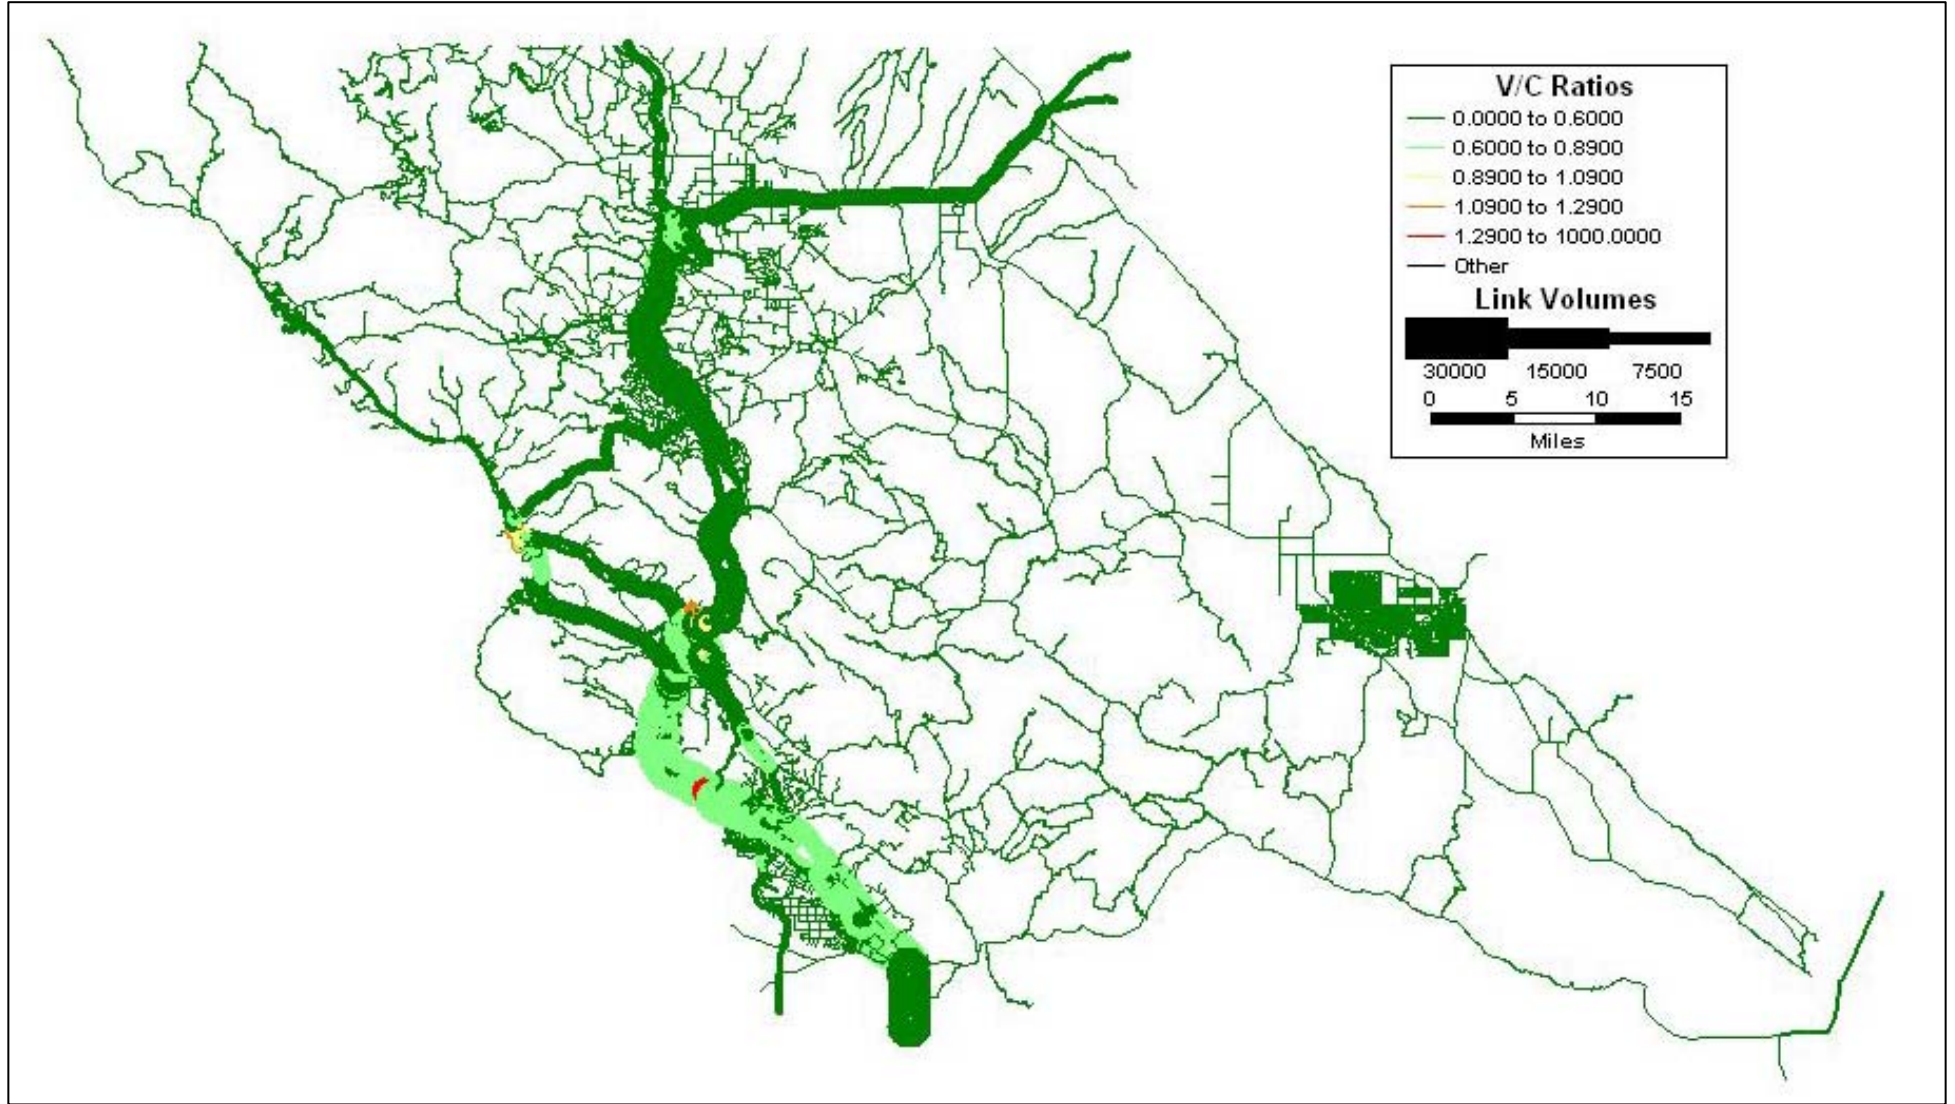 V/C Ratios
0.0000 to 0.6000
0.6000 to 0.8900
0.8900 to 1.0900
1.0900 to 1.2900
1.2900 to 1000.0000
Other
Link Volumes
30000 15000 7500
0 5 10 15
Miles